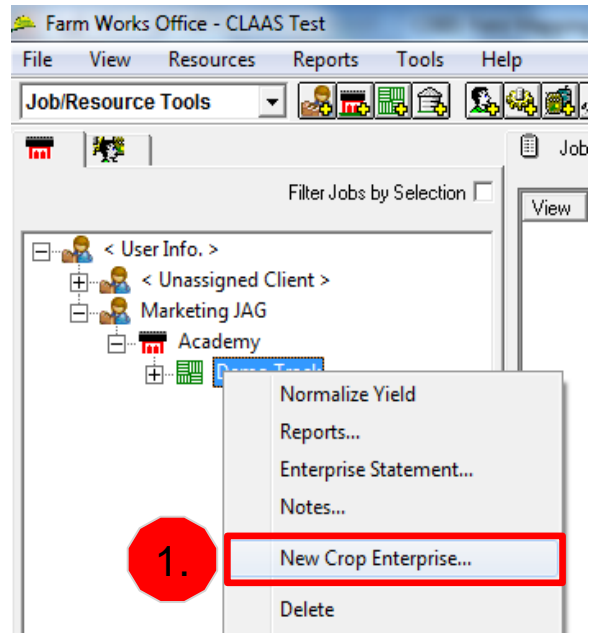 Farm Works Office - CLAAS Test
File View Resources Reports Tools Help
Job/Resource Tools
Job
Filter Jobs by Selection
View
< User Info. >
< Unassigned Client >
Marketing JAG
Academy
Normalize Yield
Reports...
Enterprise Statement...
Notes...
1.
New Crop Enterprise...
Delete